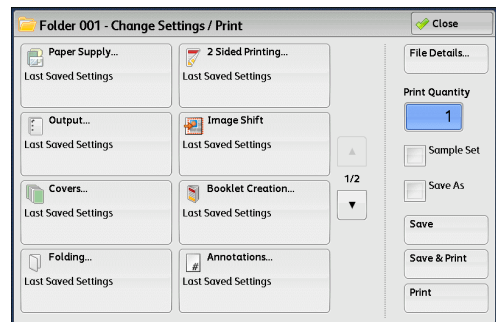 Folder 001 - Change Settings / Print
Close
Paper Supply...
Last Saved Settings
2 Sided Printing...
Last Saved Settings
Output...
Last Saved Settings
Image Shift
Last Saved Settings
Covers...
Last Saved Settings
Booklet Creation...
Last Saved Settings
Folding...
Last Saved Settings
#
Annotations...
Last Saved Settings
1/2
File Details...
Print Quantity
1
Sample Set
Save As
Save
Save & Print
Print